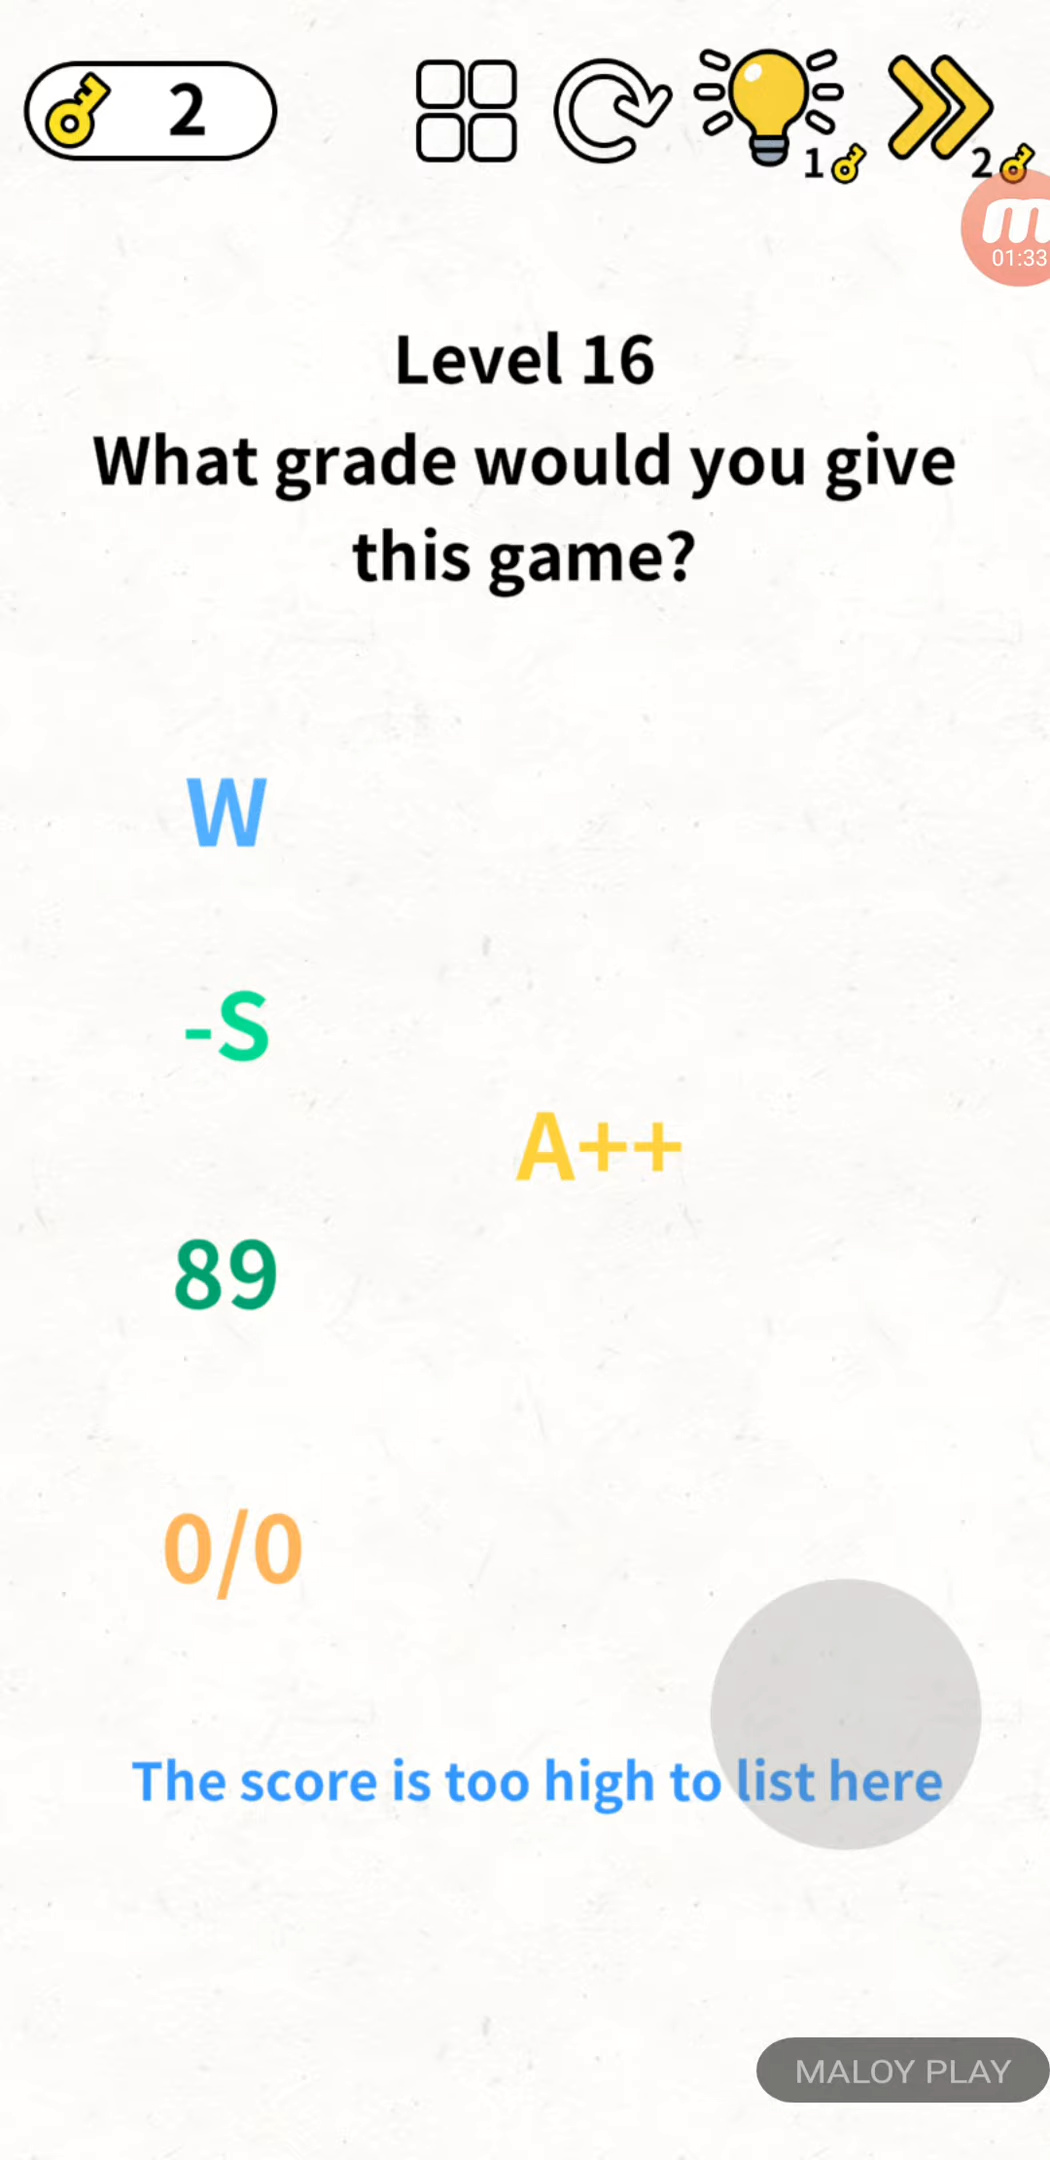 2
1
2
m
01:33
Level 16
What grade would you give
this game?
W
-S
A++
89
0/0
The score is too high to list here
MALOY PLAY